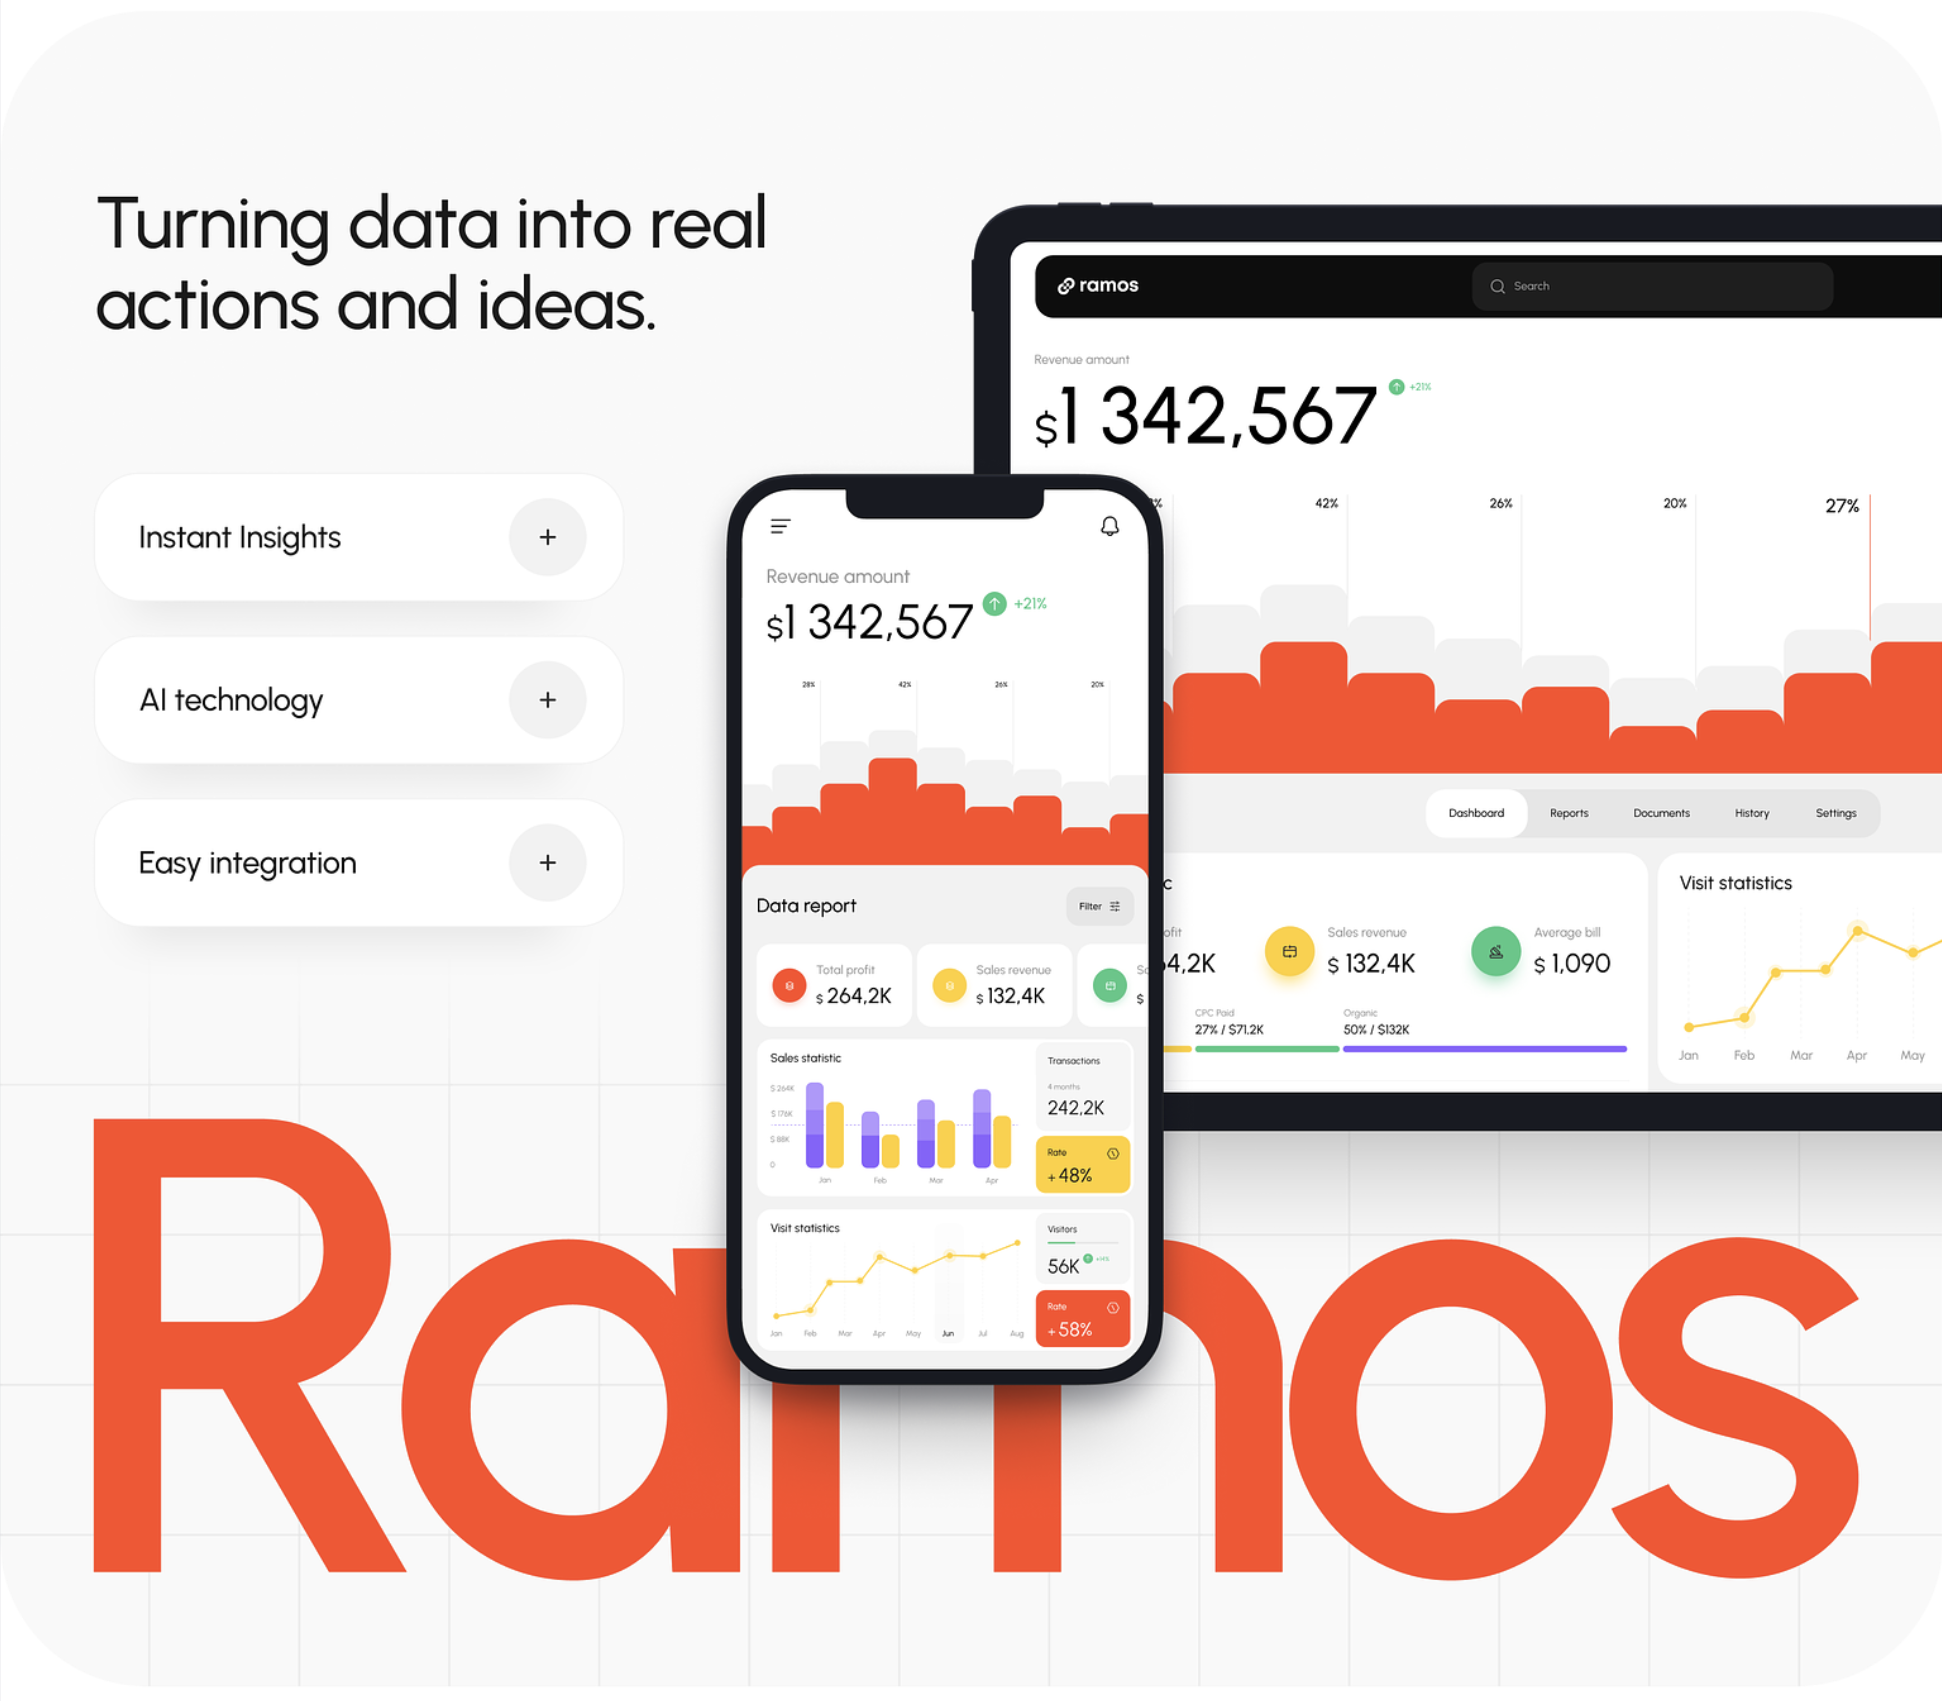 Turning data into real
actions and ideas.
Instant Insights
+
AI technology
+
Easy integration
+
ramos
Search
Revenue amount
$1 342,567
+21%
42%
26%
20%
27%
Dashboard
Reports
Documents
History
Settings
Sales revenue
$ 132,4K
Average bill
$ 1,090
CPC Paid
27% / $71.2K
Organic
50% / $132K
Visit statistics
Jan
Feb
Mar
Apr
May
Revenue amount
$1 342,567
+21%
28%
42%
26%
20%
Data report
Filter
Total profit
$ 264,2K
Sales revenue
$ 132,4K
$
Sales statistic
$ 264K
$ 176K
$ 88K
0
Jan
Feb
Mar
Apr
Transactions
4 months
242,2K
Rate
+48%
Visit statistics
Jan
Feb
Mar
Apr
May
Jun
Jul
Aug
Visitors
56K
Rate
+58%
Ramos